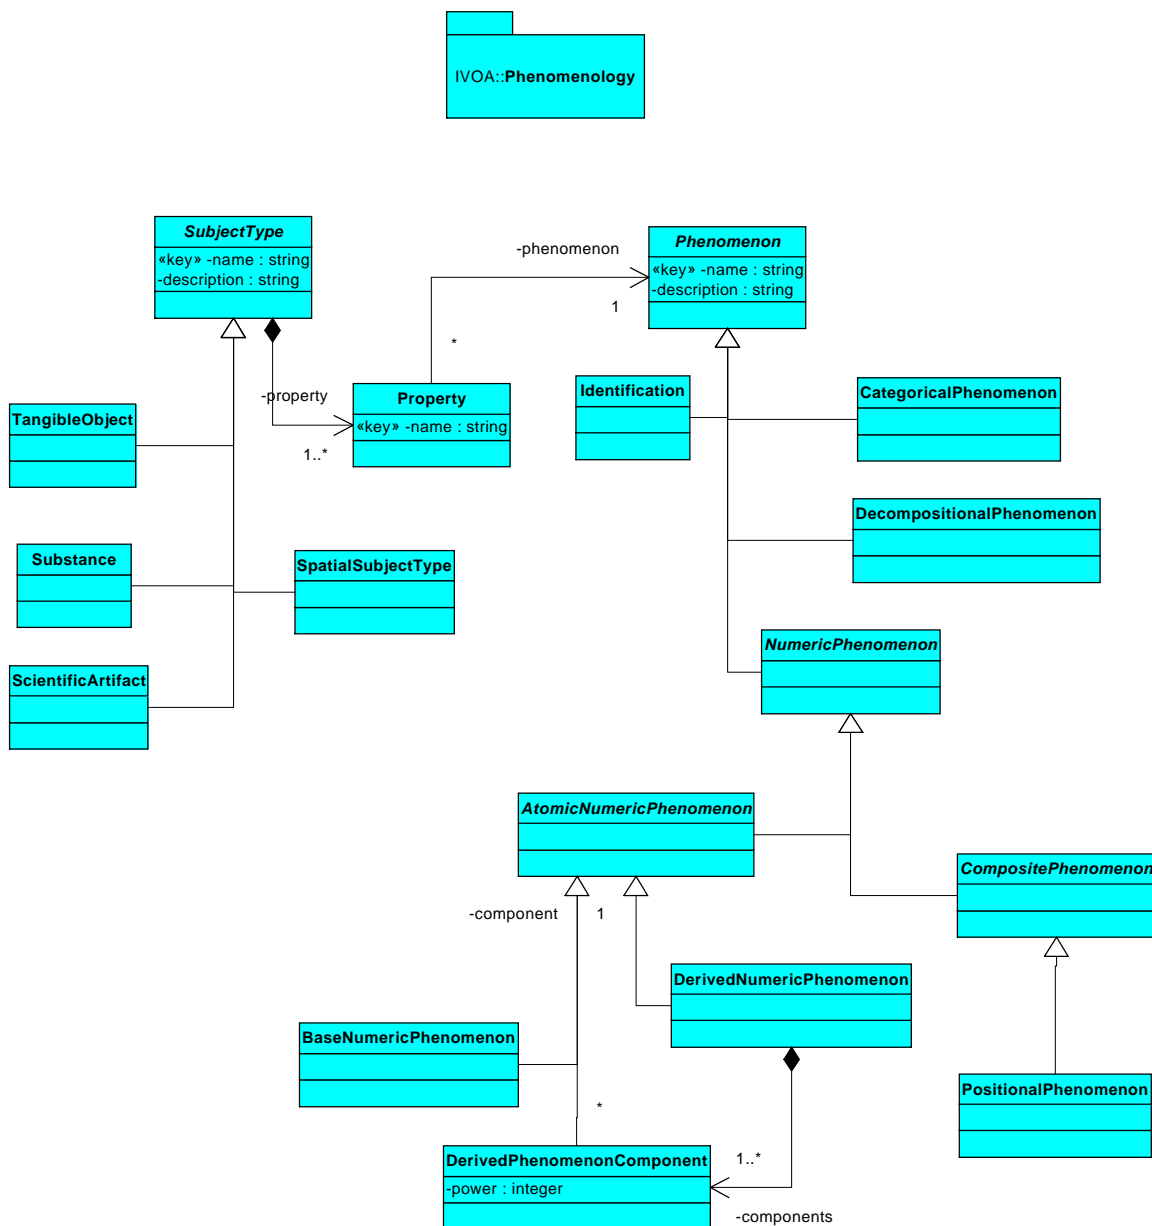 IVOA::Phenomenology
SubjectType
«key» -name : string
-description : string
Phenomenon
«key» -name : string
-description : string
-phenomenon
1
*
-property
1..*
Property
«key» -name : string
Identification
CategoricalPhenomenon
TangibleObject
DecompositionalPhenomenon
Substance
SpatialSubjectType
NumericPhenomenon
ScientificArtifact
AtomicNumericPhenomenon
CompositePhenomenon
-component
1
DerivedNumericPhenomenon
BaseNumericPhenomenon
PositionalPhenomenon
*
DerivedPhenomenonComponent
-power : integer
1..*
-components